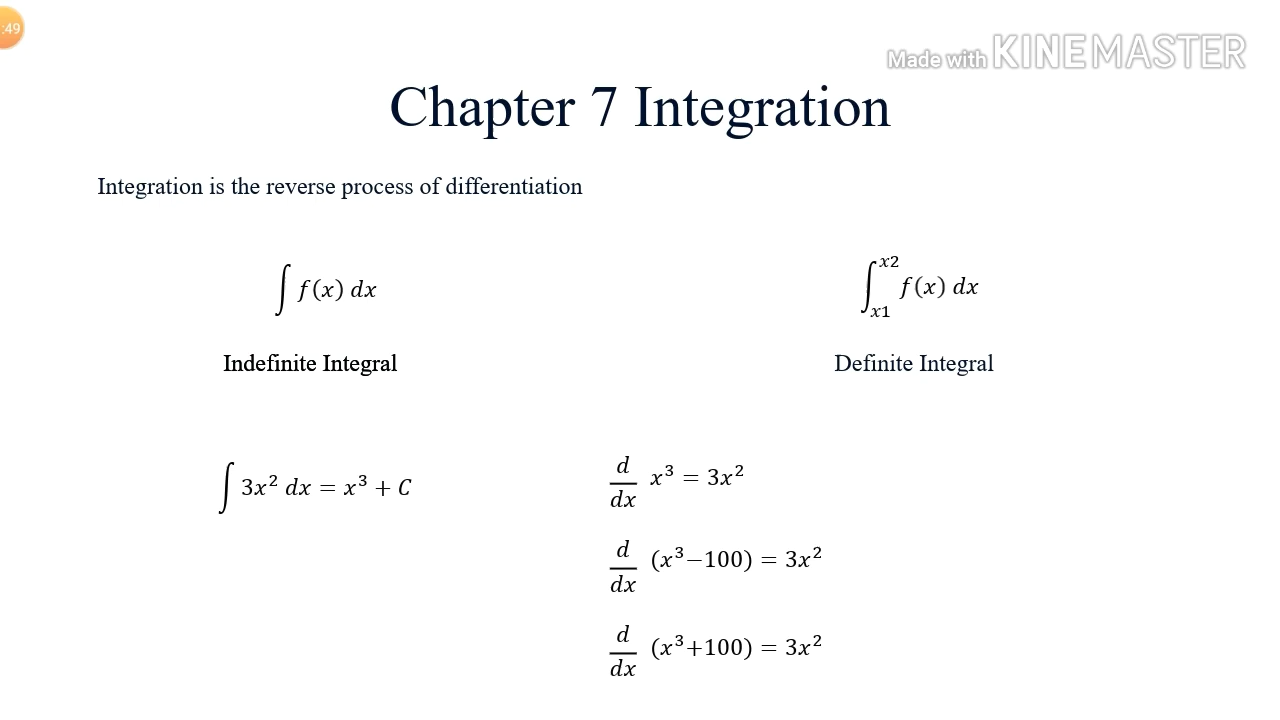 :49
Made with KINEMASTER
Chapter 7 Integration
Integration is the reverse process of differentiation
∫ f(x) dx
∫_{x1}^{x2} f(x) dx
Indefinite Integral
Definite Integral
∫ 3x² dx = x³ + C
d/dx x³ = 3x²
d/dx (x³−100) = 3x²
d/dx (x³+100) = 3x²